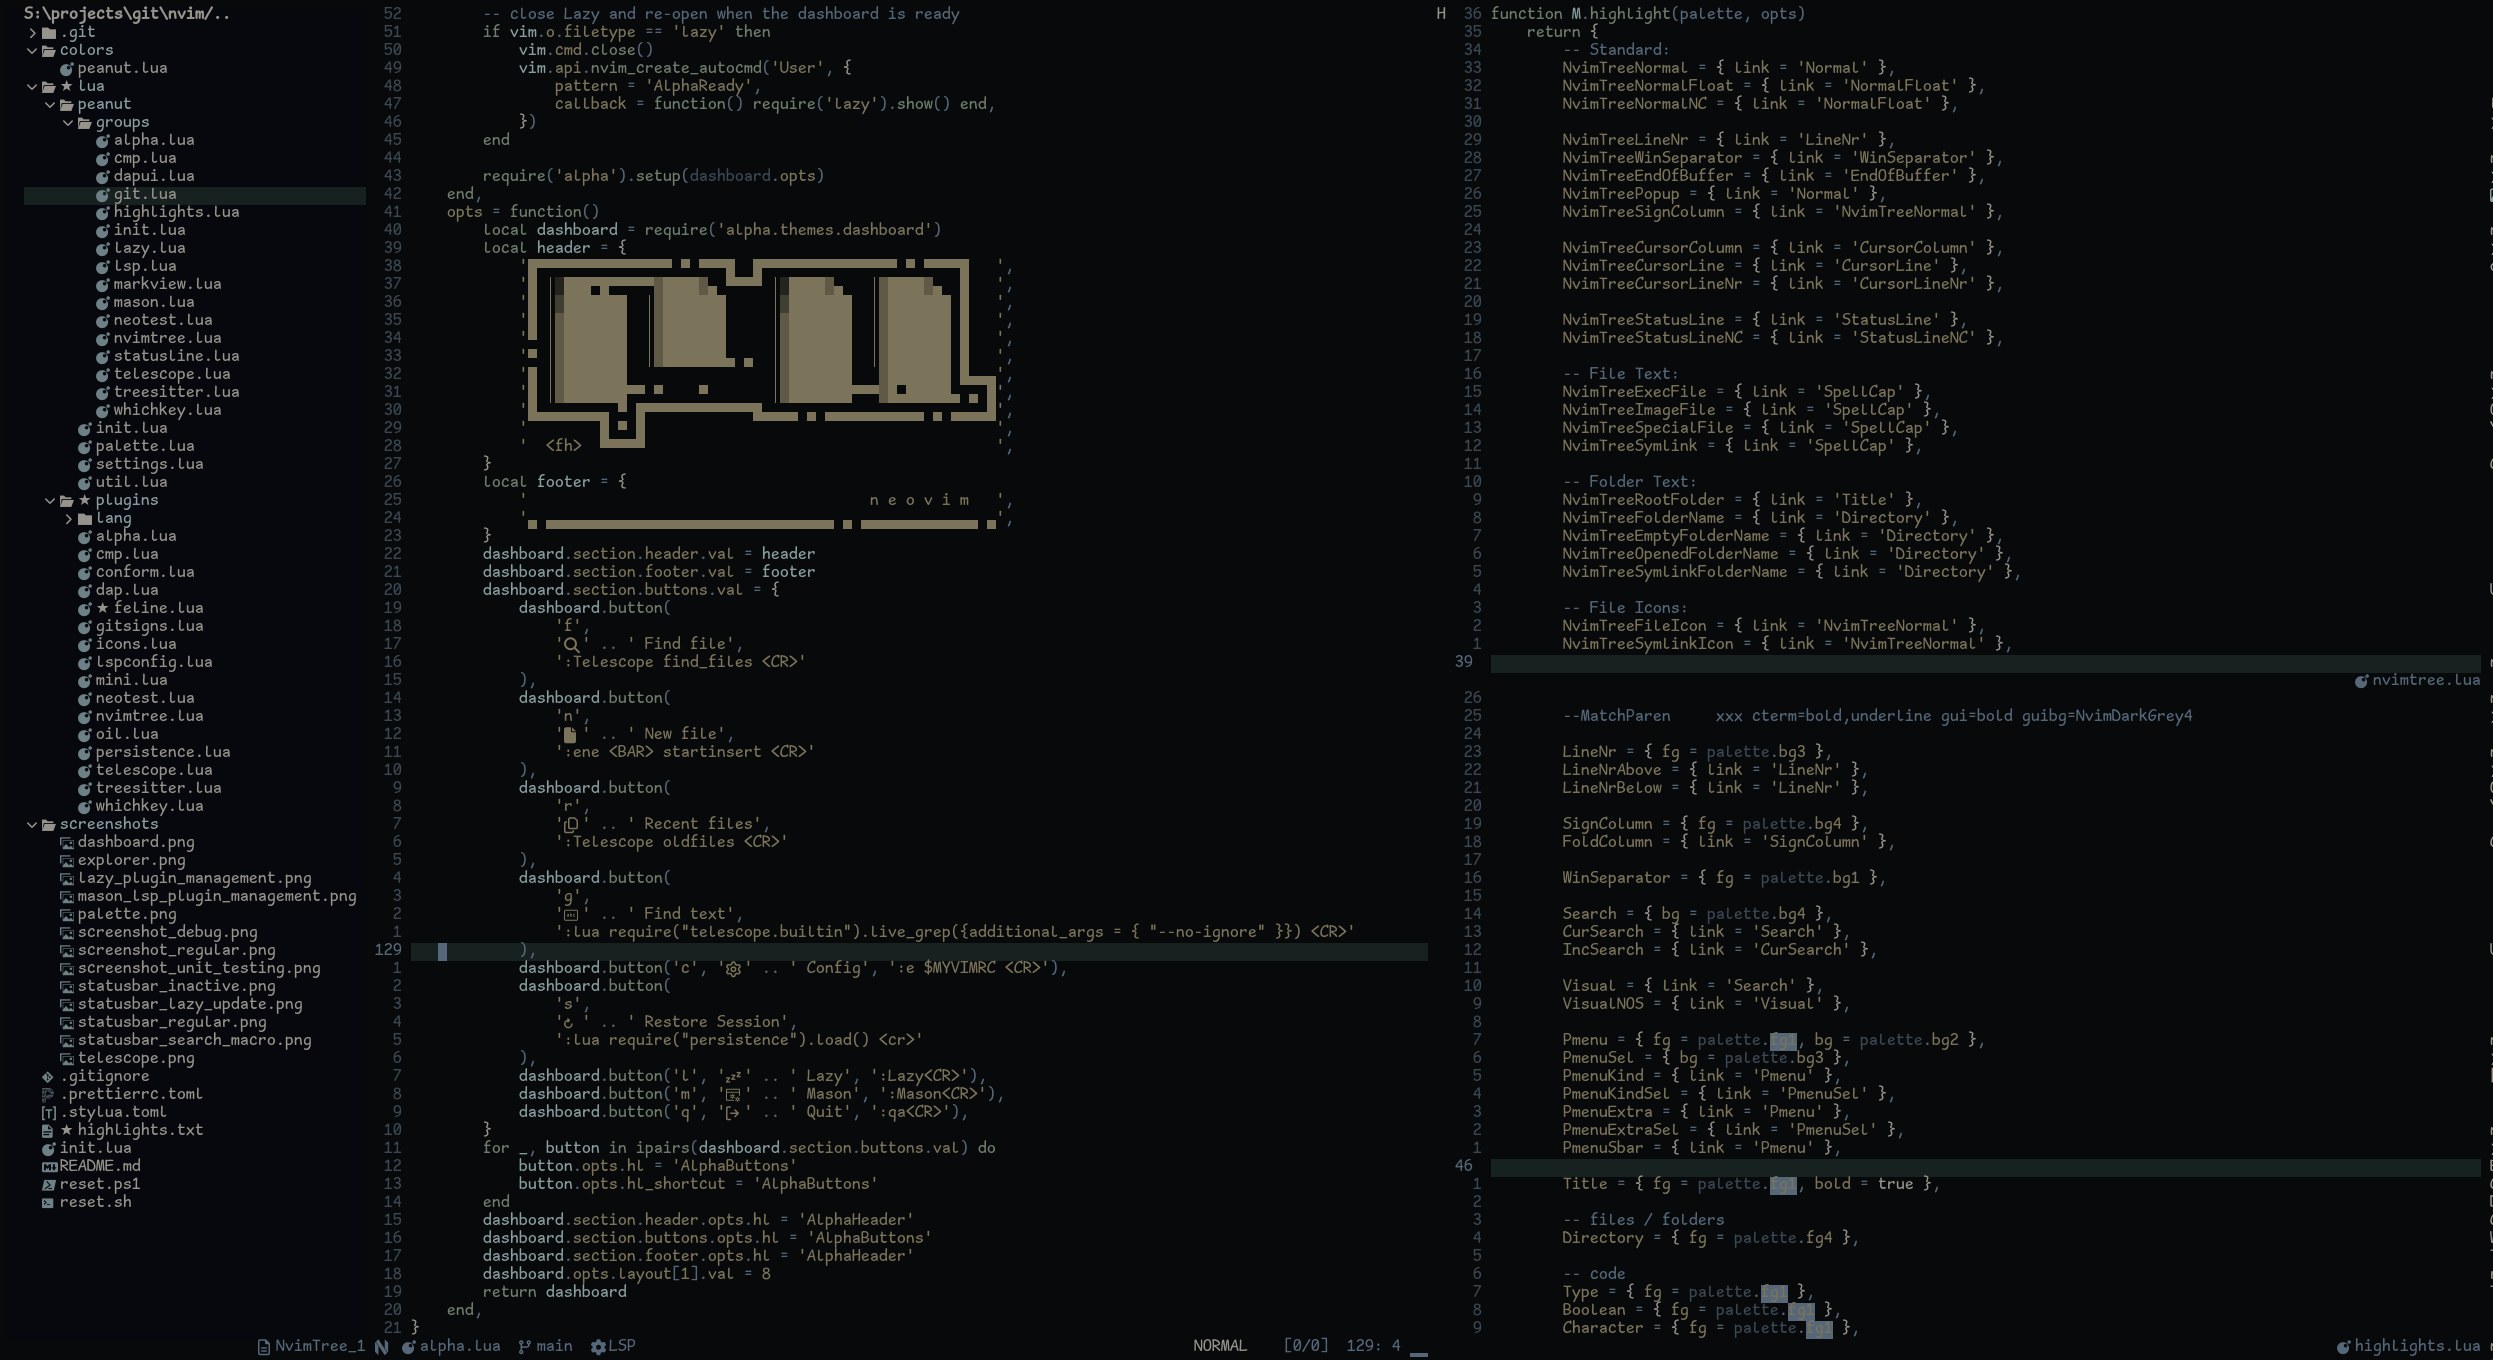 S:\projects\git\nvim/..
.git
colors
peanut.lua
★ lua
peanut
groups
alpha.lua
cmp.lua
dapui.lua
git.lua
highlights.lua
init.lua
lazy.lua
lsp.lua
markview.lua
mason.lua
neotest.lua
nvimtree.lua
statusline.lua
telescope.lua
treesitter.lua
whichkey.lua
init.lua
palette.lua
settings.lua
util.lua
★ plugins
lang
alpha.lua
cmp.lua
conform.lua
dap.lua
★ feline.lua
gitsigns.lua
icons.lua
lspconfig.lua
mini.lua
neotest.lua
nvimtree.lua
oil.lua
persistence.lua
telescope.lua
treesitter.lua
whichkey.lua
screenshots
dashboard.png
explorer.png
lazy_plugin_management.png
mason_lsp_plugin_management.png
palette.png
screenshot_debug.png
screenshot_regular.png
screenshot_unit_testing.png
statusbar_inactive.png
statusbar_lazy_update.png
statusbar_regular.png
statusbar_search_macro.png
telescope.png
.gitignore
.prettierrc.toml
.stylua.toml
★ highlights.txt
init.lua
README.md
reset.ps1
reset.sh
52 -- close Lazy and re-open when the dashboard is ready
51 if vim.o.filetype == 'lazy' then
50 vim.cmd.close()
49 vim.api.nvim_create_autocmd('User', {
48 pattern = 'AlphaReady',
47 callback = function() require('lazy').show() end,
46 })
45 end
44
43 require('alpha').setup(dashboard.opts)
42 end,
41 opts = function()
40 local dashboard = require('alpha.themes.dashboard')
39 local header = {
38 ' ',
37 ' ',
36 ' ',
35 ' ',
34 ' ',
33 ' ',
32 ' ',
31 ' ',
30 ' ',
29 ' ',
28 ' <fh> ',
27 }
26 local footer = {
25 ' n e o v i m ',
24 ' ',
23 }
22 dashboard.section.header.val = header
21 dashboard.section.footer.val = footer
20 dashboard.section.buttons.val = {
19 dashboard.button(
18 'f',
17 ' ' .. ' Find file',
16 ':Telescope find_files <CR>'
15 ),
14 dashboard.button(
13 'n',
12 ' ' .. ' New file',
11 ':ene <BAR> startinsert <CR>'
10 ),
9 dashboard.button(
8 'r',
7 ' ' .. ' Recent files',
6 ':Telescope oldfiles <CR>'
5 ),
4 dashboard.button(
3 'g',
2 ' ' .. ' Find text',
1 ':lua require("telescope.builtin").live_grep({additional_args = { "--no-ignore" }}) <CR>'
129 ),
1 dashboard.button('c', ' ' .. ' Config', ':e $MYVIMRC <CR>'),
2 dashboard.button(
3 's',
4 ' ' .. ' Restore Session',
5 ':lua require("persistence").load() <cr>'
6 ),
7 dashboard.button('l', ' ' .. ' Lazy', ':Lazy<CR>'),
8 dashboard.button('m', ' ' .. ' Mason', ':Mason<CR>'),
9 dashboard.button('q', ' ' .. ' Quit', ':qa<CR>'),
10 }
11 for _, button in ipairs(dashboard.section.buttons.val) do
12 button.opts.hl = 'AlphaButtons'
13 button.opts.hl_shortcut = 'AlphaButtons'
14 end
15 dashboard.section.header.opts.hl = 'AlphaHeader'
16 dashboard.section.buttons.opts.hl = 'AlphaButtons'
17 dashboard.section.footer.opts.hl = 'AlphaHeader'
18 dashboard.opts.layout[1].val = 8
19 return dashboard
20 end,
21 }
NvimTree_1 alpha.lua main LSP NORMAL [0/0] 129: 4
H 36 function M.highlight(palette, opts)
35 return {
34 -- Standard:
33 NvimTreeNormal = { link = 'Normal' },
32 NvimTreeNormalFloat = { link = 'NormalFloat' },
31 NvimTreeNormalNC = { link = 'NormalFloat' },
30
29 NvimTreeLineNr = { link = 'LineNr' },
28 NvimTreeWinSeparator = { link = 'WinSeparator' },
27 NvimTreeEndOfBuffer = { link = 'EndOfBuffer' },
26 NvimTreePopup = { link = 'Normal' },
25 NvimTreeSignColumn = { link = 'NvimTreeNormal' },
24
23 NvimTreeCursorColumn = { link = 'CursorColumn' },
22 NvimTreeCursorLine = { link = 'CursorLine' },
21 NvimTreeCursorLineNr = { link = 'CursorLineNr' },
20
19 NvimTreeStatusLine = { link = 'StatusLine' },
18 NvimTreeStatusLineNC = { link = 'StatusLineNC' },
17
16 -- File Text:
15 NvimTreeExecFile = { link = 'SpellCap' },
14 NvimTreeImageFile = { link = 'SpellCap' },
13 NvimTreeSpecialFile = { link = 'SpellCap' },
12 NvimTreeSymlink = { link = 'SpellCap' },
11
10 -- Folder Text:
9 NvimTreeRootFolder = { link = 'Title' },
8 NvimTreeFolderName = { link = 'Directory' },
7 NvimTreeEmptyFolderName = { link = 'Directory' },
6 NvimTreeOpenedFolderName = { link = 'Directory' },
5 NvimTreeSymlinkFolderName = { link = 'Directory' },
4
3 -- File Icons:
2 NvimTreeFileIcon = { link = 'NvimTreeNormal' },
1 NvimTreeSymLinkIcon = { link = 'NvimTreeNormal' },
39
nvimtree.lua
26
25 --MatchParen xxx cterm=bold,underline gui=bold guibg=NvimDarkGrey4
24
23 LineNr = { fg = palette.bg3 },
22 LineNrAbove = { link = 'LineNr' },
21 LineNrBelow = { link = 'LineNr' },
20
19 SignColumn = { fg = palette.bg4 },
18 FoldColumn = { link = 'SignColumn' },
17
16 WinSeparator = { fg = palette.bg1 },
15
14 Search = { bg = palette.bg4 },
13 CurSearch = { link = 'Search' },
12 IncSearch = { link = 'CurSearch' },
11
10 Visual = { link = 'Search' },
9 VisualNOS = { link = 'Visual' },
8
7 Pmenu = { fg = palette.fg1, bg = palette.bg2 },
6 PmenuSel = { bg = palette.bg3 },
5 PmenuKind = { link = 'Pmenu' },
4 PmenuKindSel = { link = 'PmenuSel' },
3 PmenuExtra = { link = 'Pmenu' },
2 PmenuExtraSel = { link = 'PmenuSel' },
1 PmenuSbar = { link = 'Pmenu' },
46
1 Title = { fg = palette.fg1, bold = true },
2
3 -- files / folders
4 Directory = { fg = palette.fg4 },
5
6 -- code
7 Type = { fg = palette.fg1 },
8 Boolean = { fg = palette.fg1 },
9 Character = { fg = palette.fg1 },
highlights.lua